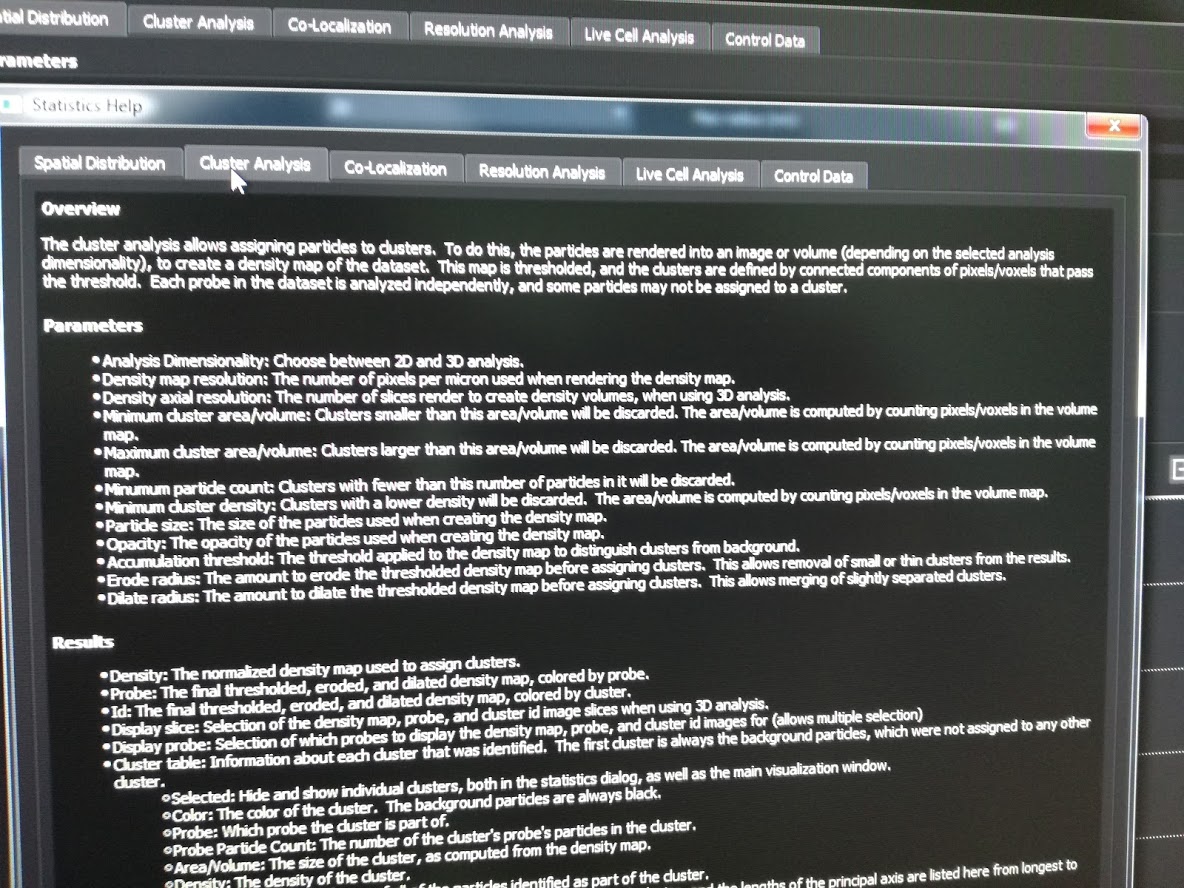 tial Distribution Cluster Analysis Co-Localization Resolution Analysis Live Cell Analysis Control Data
rameters
Statistics Help
Spatial Distribution Cluster Analysis Co-Localization Resolution Analysis Live Cell Analysis Control Data
Overview
The cluster analysis allows assigning particles to clusters. To do this, the particles are rendered into an image or volume (depending on the selected analysis
dimensionality), to create a density map of the dataset. This map is thresholded, and the clusters are defined by connected components of pixels/voxels that pass
the threshold. Each probe in the dataset is analyzed independently, and some particles may not be assigned to a cluster.
Parameters
•Analysis Dimensionality: Choose between 2D and 3D analysis.
•Density map resolution: The number of pixels per micron used when rendering the density map.
•Density axial resolution: The number of slices render to create density volumes, when using 3D analysis.
•Minimum cluster area/volume: Clusters smaller than this area/volume will be discarded. The area/volume is computed by counting pixels/voxels in the volume
map.
•Maximum cluster area/volume: Clusters larger than this area/volume will be discarded. The area/volume is computed by counting pixels/voxels in the volume
map.
•Minumum particle count: Clusters with fewer than this number of particles in it will be discarded.
•Minimum cluster density: Clusters with a lower density will be discarded. The area/volume is computed by counting pixels/voxels in the volume map.
•Particle size: The size of the particles used when creating the density map.
•Opacity: The opacity of the particles used when creating the density map.
•Accumulation threshold: The threshold applied to the density map to distinguish clusters from background.
•Erode radius: The amount to erode the thresholded density map before assigning clusters. This allows removal of small or thin clusters from the results.
•Dilate radius: The amount to dilate the thresholded density map before assigning clusters. This allows merging of slightly separated clusters.
Results
•Density: The normalized density map used to assign clusters.
•Probe: The final thresholded, eroded, and dilated density map, colored by probe.
•Id: The final thresholded, eroded, and dilated density map, colored by cluster.
•Display slice: Selection of the density map, probe, and cluster id image slices when using 3D analysis.
•Display probe: Selection of which probes to display the density map, probe, and cluster id images for (allows multiple selection)
•Cluster table: Information about each cluster that was identified. The first cluster is always the background particles, which were not assigned to any other
cluster.
Selected: Hide and show individual clusters, both in the statistics dialog, as well as the main visualization window.
Color: The color of the cluster. The background particles are always black.
Probe: Which probe the cluster is part of.
Probe Particle Count: The number of the cluster's probe's particles in the cluster.
Area/Volume: The size of the cluster, as computed from the density map.
Density: The density of the cluster.
of the particles identified as part of the cluster.
lengths of the principal axis are listed here from longest to